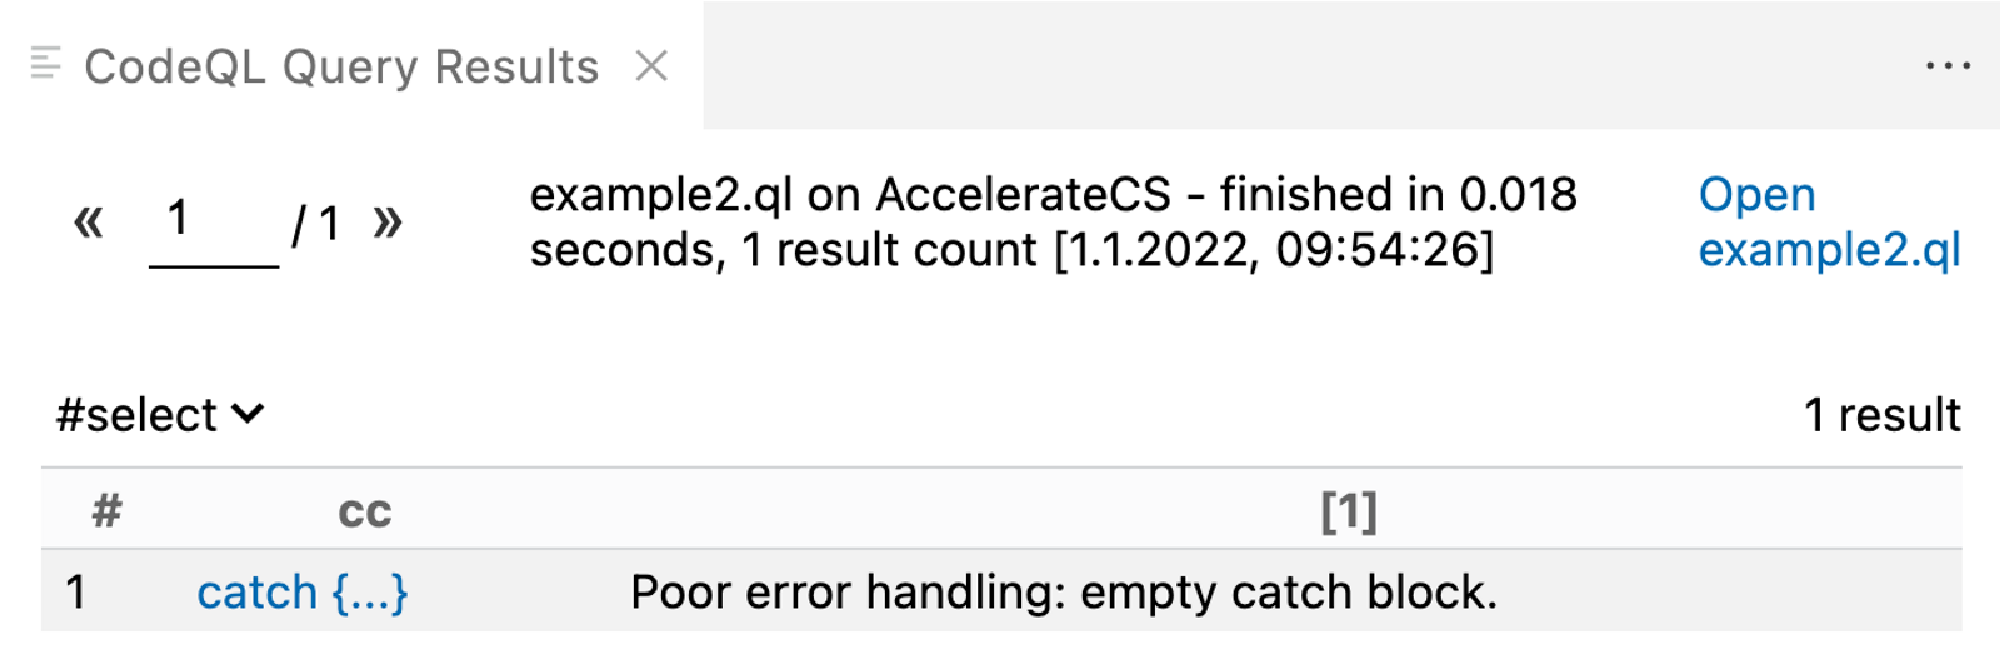 CodeQL Query Results
« 1 / 1 »
example2.ql on AccelerateCS - finished in 0.018
seconds, 1 result count [1.1.2022, 09:54:26]
Open
example2.ql
#select
1 result
# cc [1]
1 catch {...} Poor error handling: empty catch block.